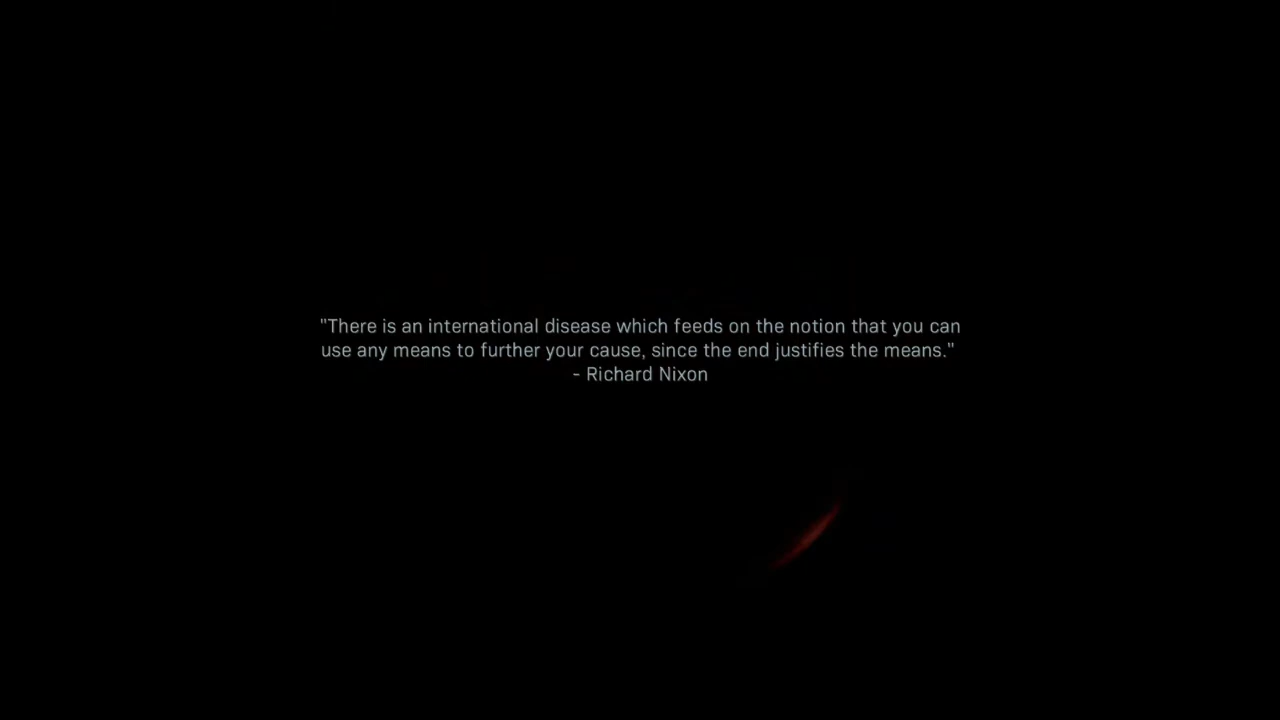 "There is an international disease which feeds on the notion that you can
use any means to further your cause, since the end justifies the means."
- Richard Nixon